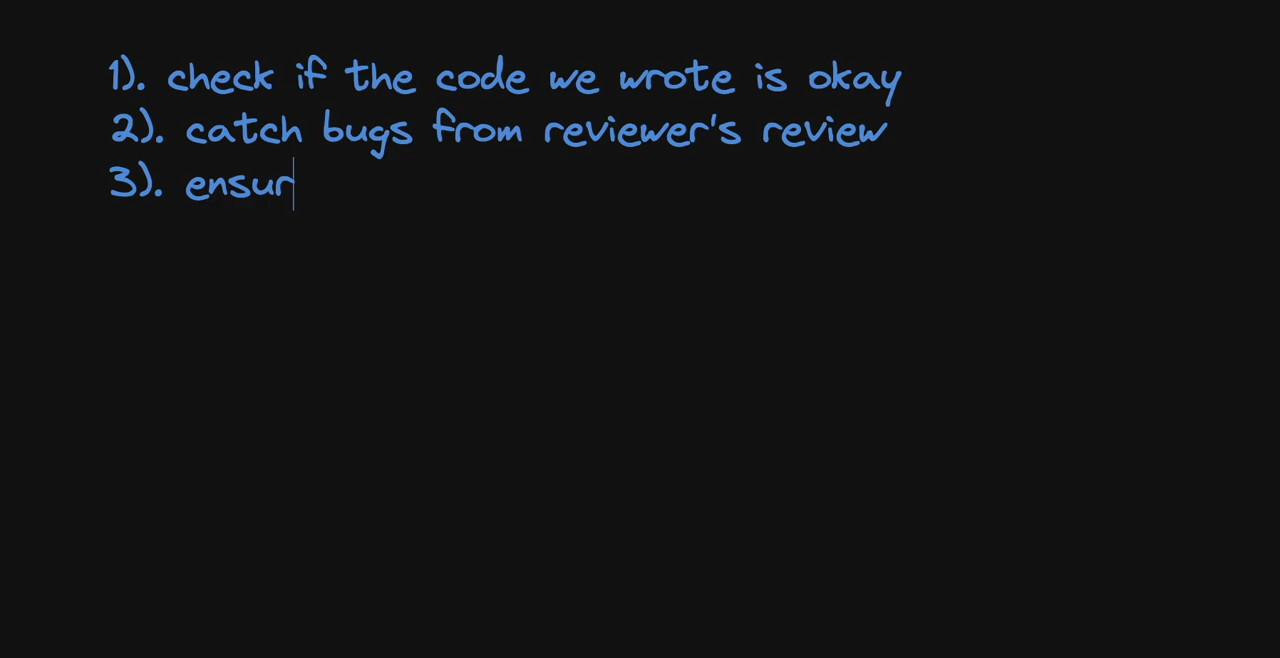 1). check if the code we wrote is okay
2). catch bugs from reviewer's review
3). ensur